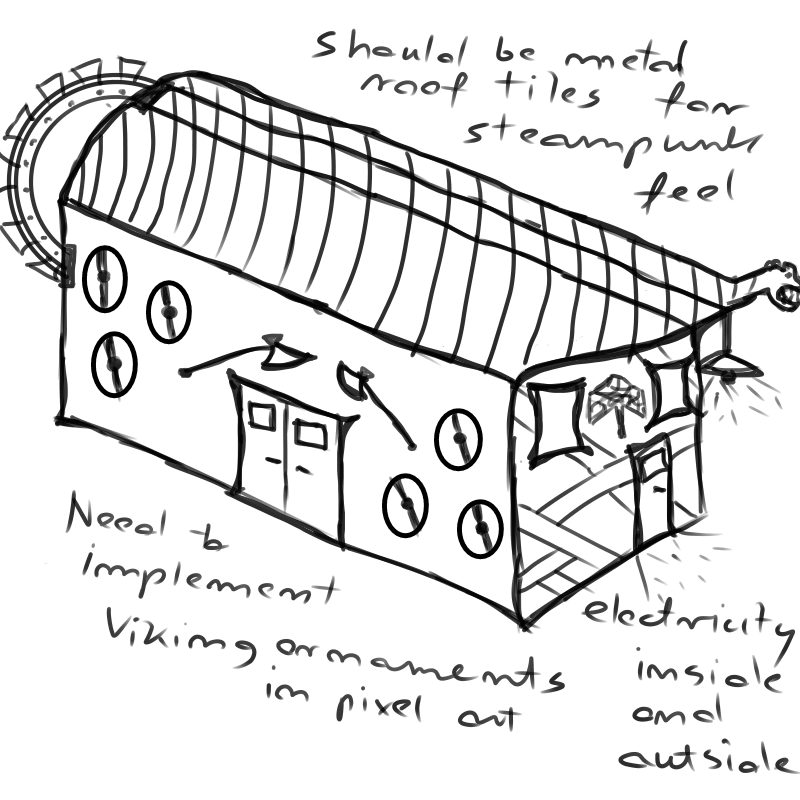 Should be metal
roof tiles for
steampunk
feel
Need to
implement
Viking ornaments
in pixel art
electricity
inside
and
outside